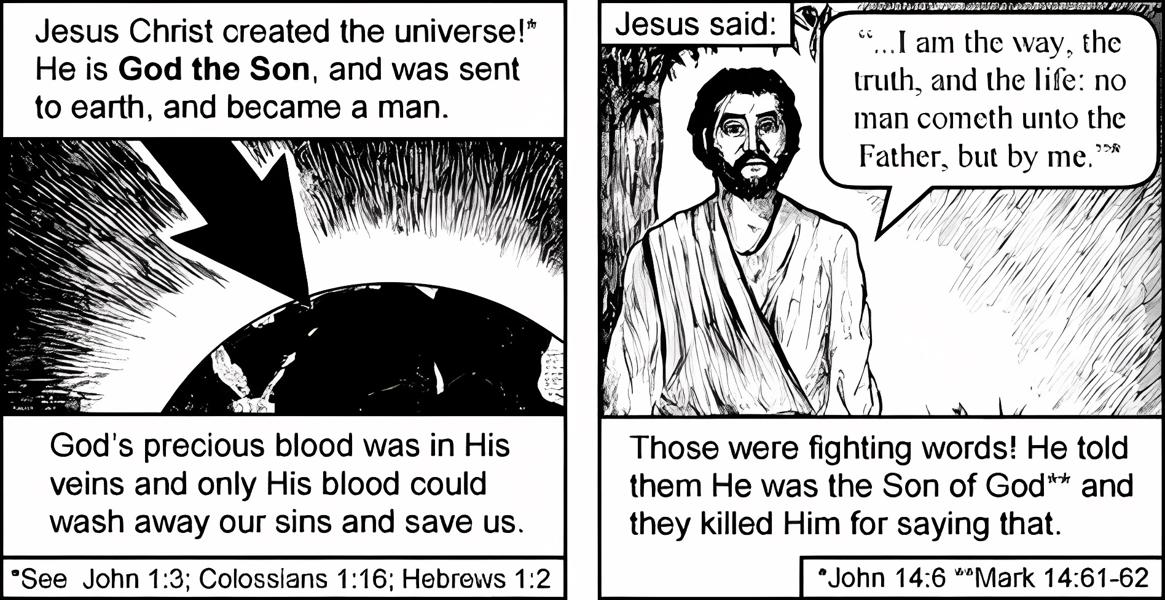 Jesus Christ created the universe!*
He is God the Son, and was sent
to earth, and became a man.
God's precious blood was in His
veins and only His blood could
wash away our sins and save us.
*See John 1:3; Colossians 1:16; Hebrews 1:2
Jesus said:
"...I am the way, the
truth, and the life: no
man cometh unto the
Father, but by me."*
Those were fighting words! He told
them He was the Son of God** and
they killed Him for saying that.
*John 14:6 **Mark 14:61-62